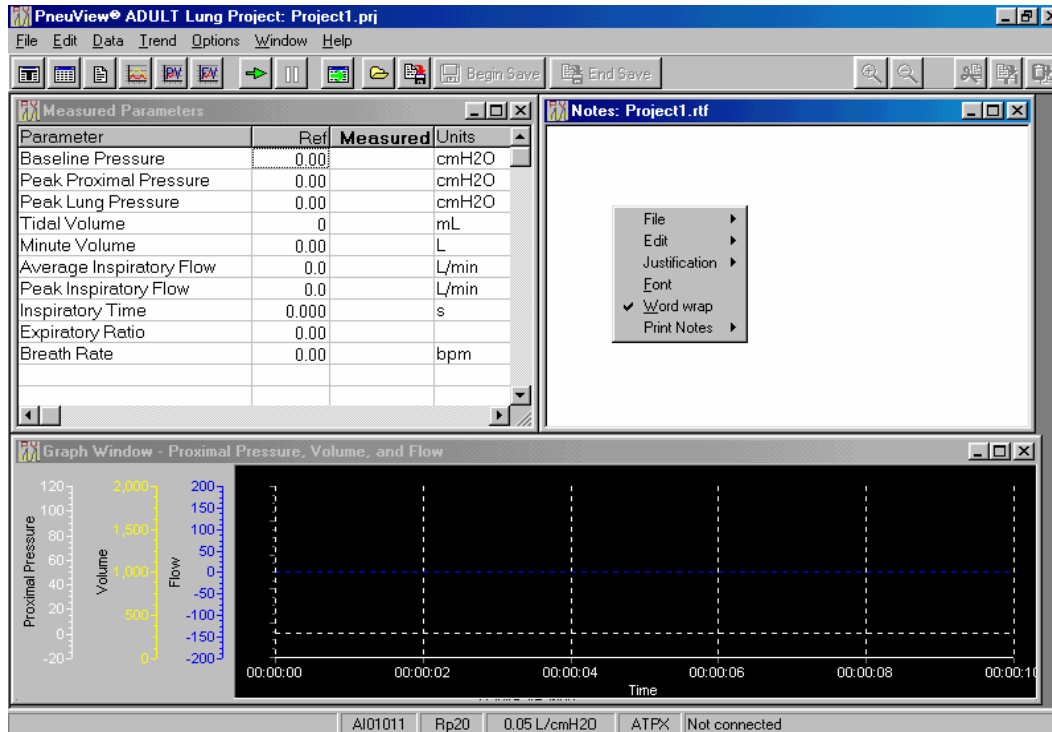 PneuView® ADULT Lung Project: Project1.prj
File Edit Data Trend Options Window Help
Begin Save End Save
Measured Parameters
Parameter Ref Measured Units
Baseline Pressure 0.00 cmH2O
Peak Proximal Pressure 0.00 cmH2O
Peak Lung Pressure 0.00 cmH2O
Tidal Volume 0 mL
Minute Volume 0.00 L
Average Inspiratory Flow 0.0 L/min
Peak Inspiratory Flow 0.0 L/min
Inspiratory Time 0.000 s
Expiratory Ratio 0.00
Breath Rate 0.00 bpm
Notes: Project1.rtf
File
Edit
Justification
Font
Word wrap
Print Notes
Graph Window - Proximal Pressure, Volume, and Flow
Proximal Pressure
120
100
80
60
40
20
0
-20
Volume
2,000
1,500
1,000
500
0
Flow
200
150
100
50
0
-50
-100
-150
-200
00:00:00 00:00:02 00:00:04 00:00:06 00:00:08 00:00:10
Time
AI01011 Rp20 0.05 L/cmH2O ATPX Not connected